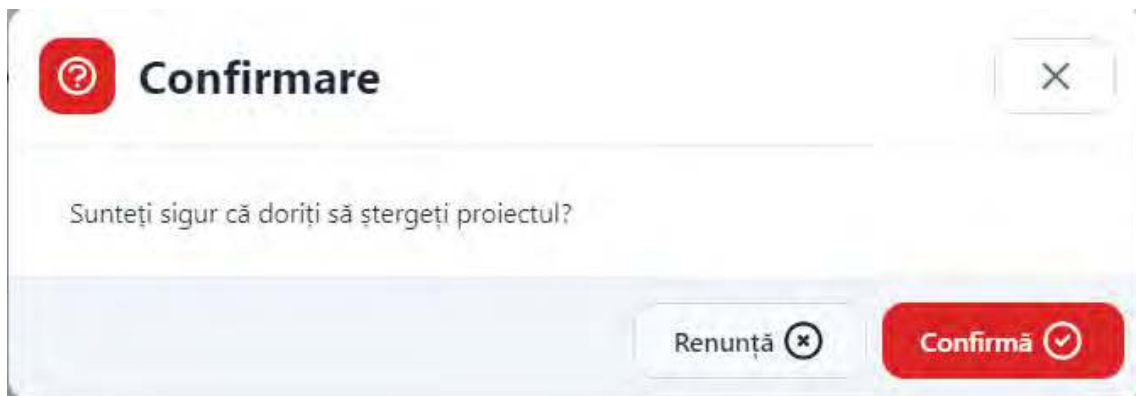 Confirmare
Sunteți sigur că doriți să ștergeți proiectul?
Renunță
Confirmă